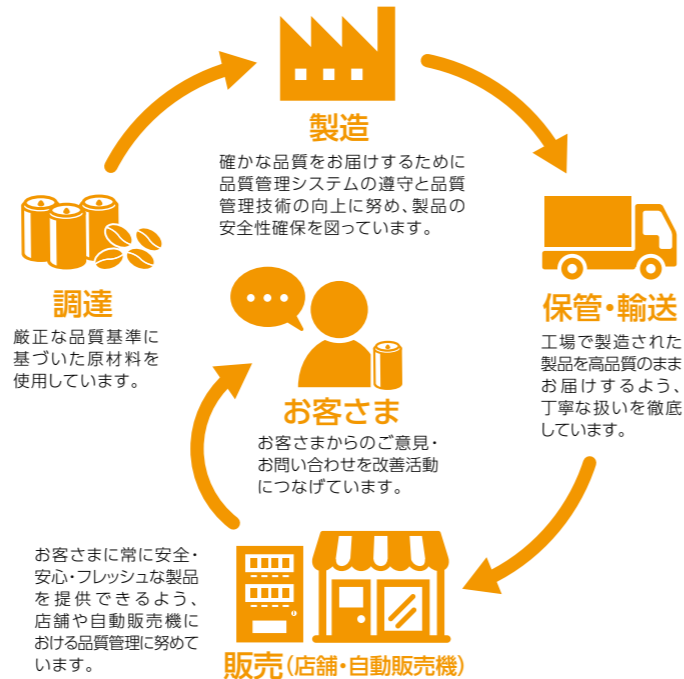 製造
確かな品質をお届けするために
品質管理システムの遵守と品質
管理技術の向上に努め、製品の
安全性確保を図っています。
調達
厳正な品質基準に
基づいた原材料を
使用しています。
保管・輸送
工場で製造された
製品を高品質のまま
お届けするよう、
丁寧な扱いを徹底
しています。
お客さま
お客さまからのご意見・
お問い合わせを改善活動
につなげています。
お客さまに常に安全・
安心・フレッシュな製品
を提供できるよう、
店舗や自動販売機に
おける品質管理に努めて
います。
販売(店舗・自動販売機)